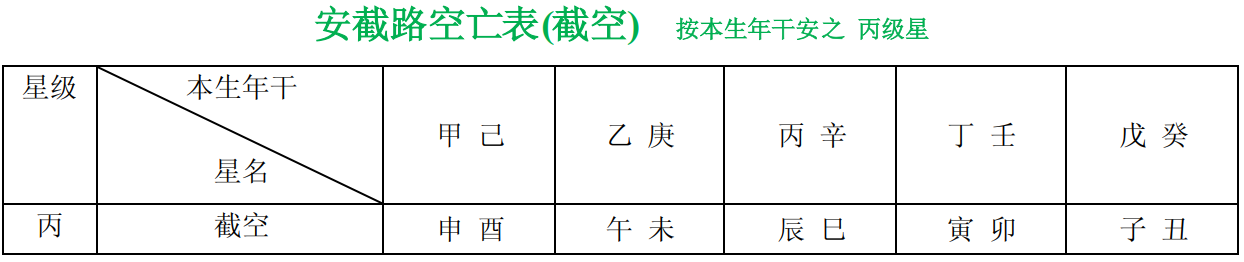 安截路空亡表(截空) 按本生年干安之 丙级星
星级 本生年干
甲 己 乙 庚 丙 辛 丁 壬 戊 癸
星名
丙 截空 申 酉 午 未 辰 巳 寅 卯 子 丑